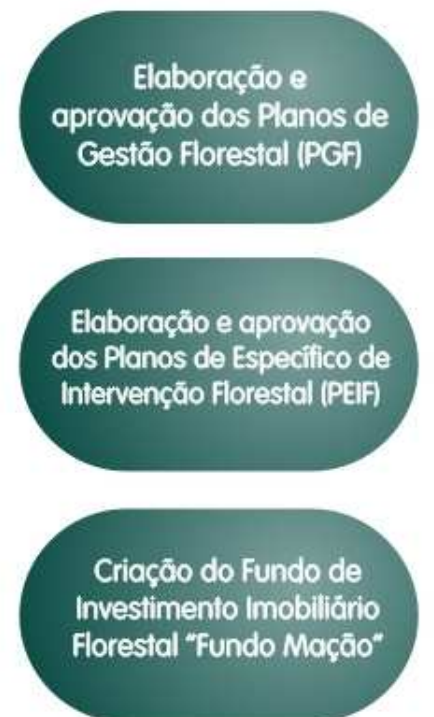 Elaboração e
aprovação dos Planos de
Gestão Florestal (PGF)
Elaboração e aprovação
dos Planos de Específico de
Intervenção Florestal (PEIF)
Criação do Fundo de
Investimento Imobiliário
Florestal “Fundo Mação”